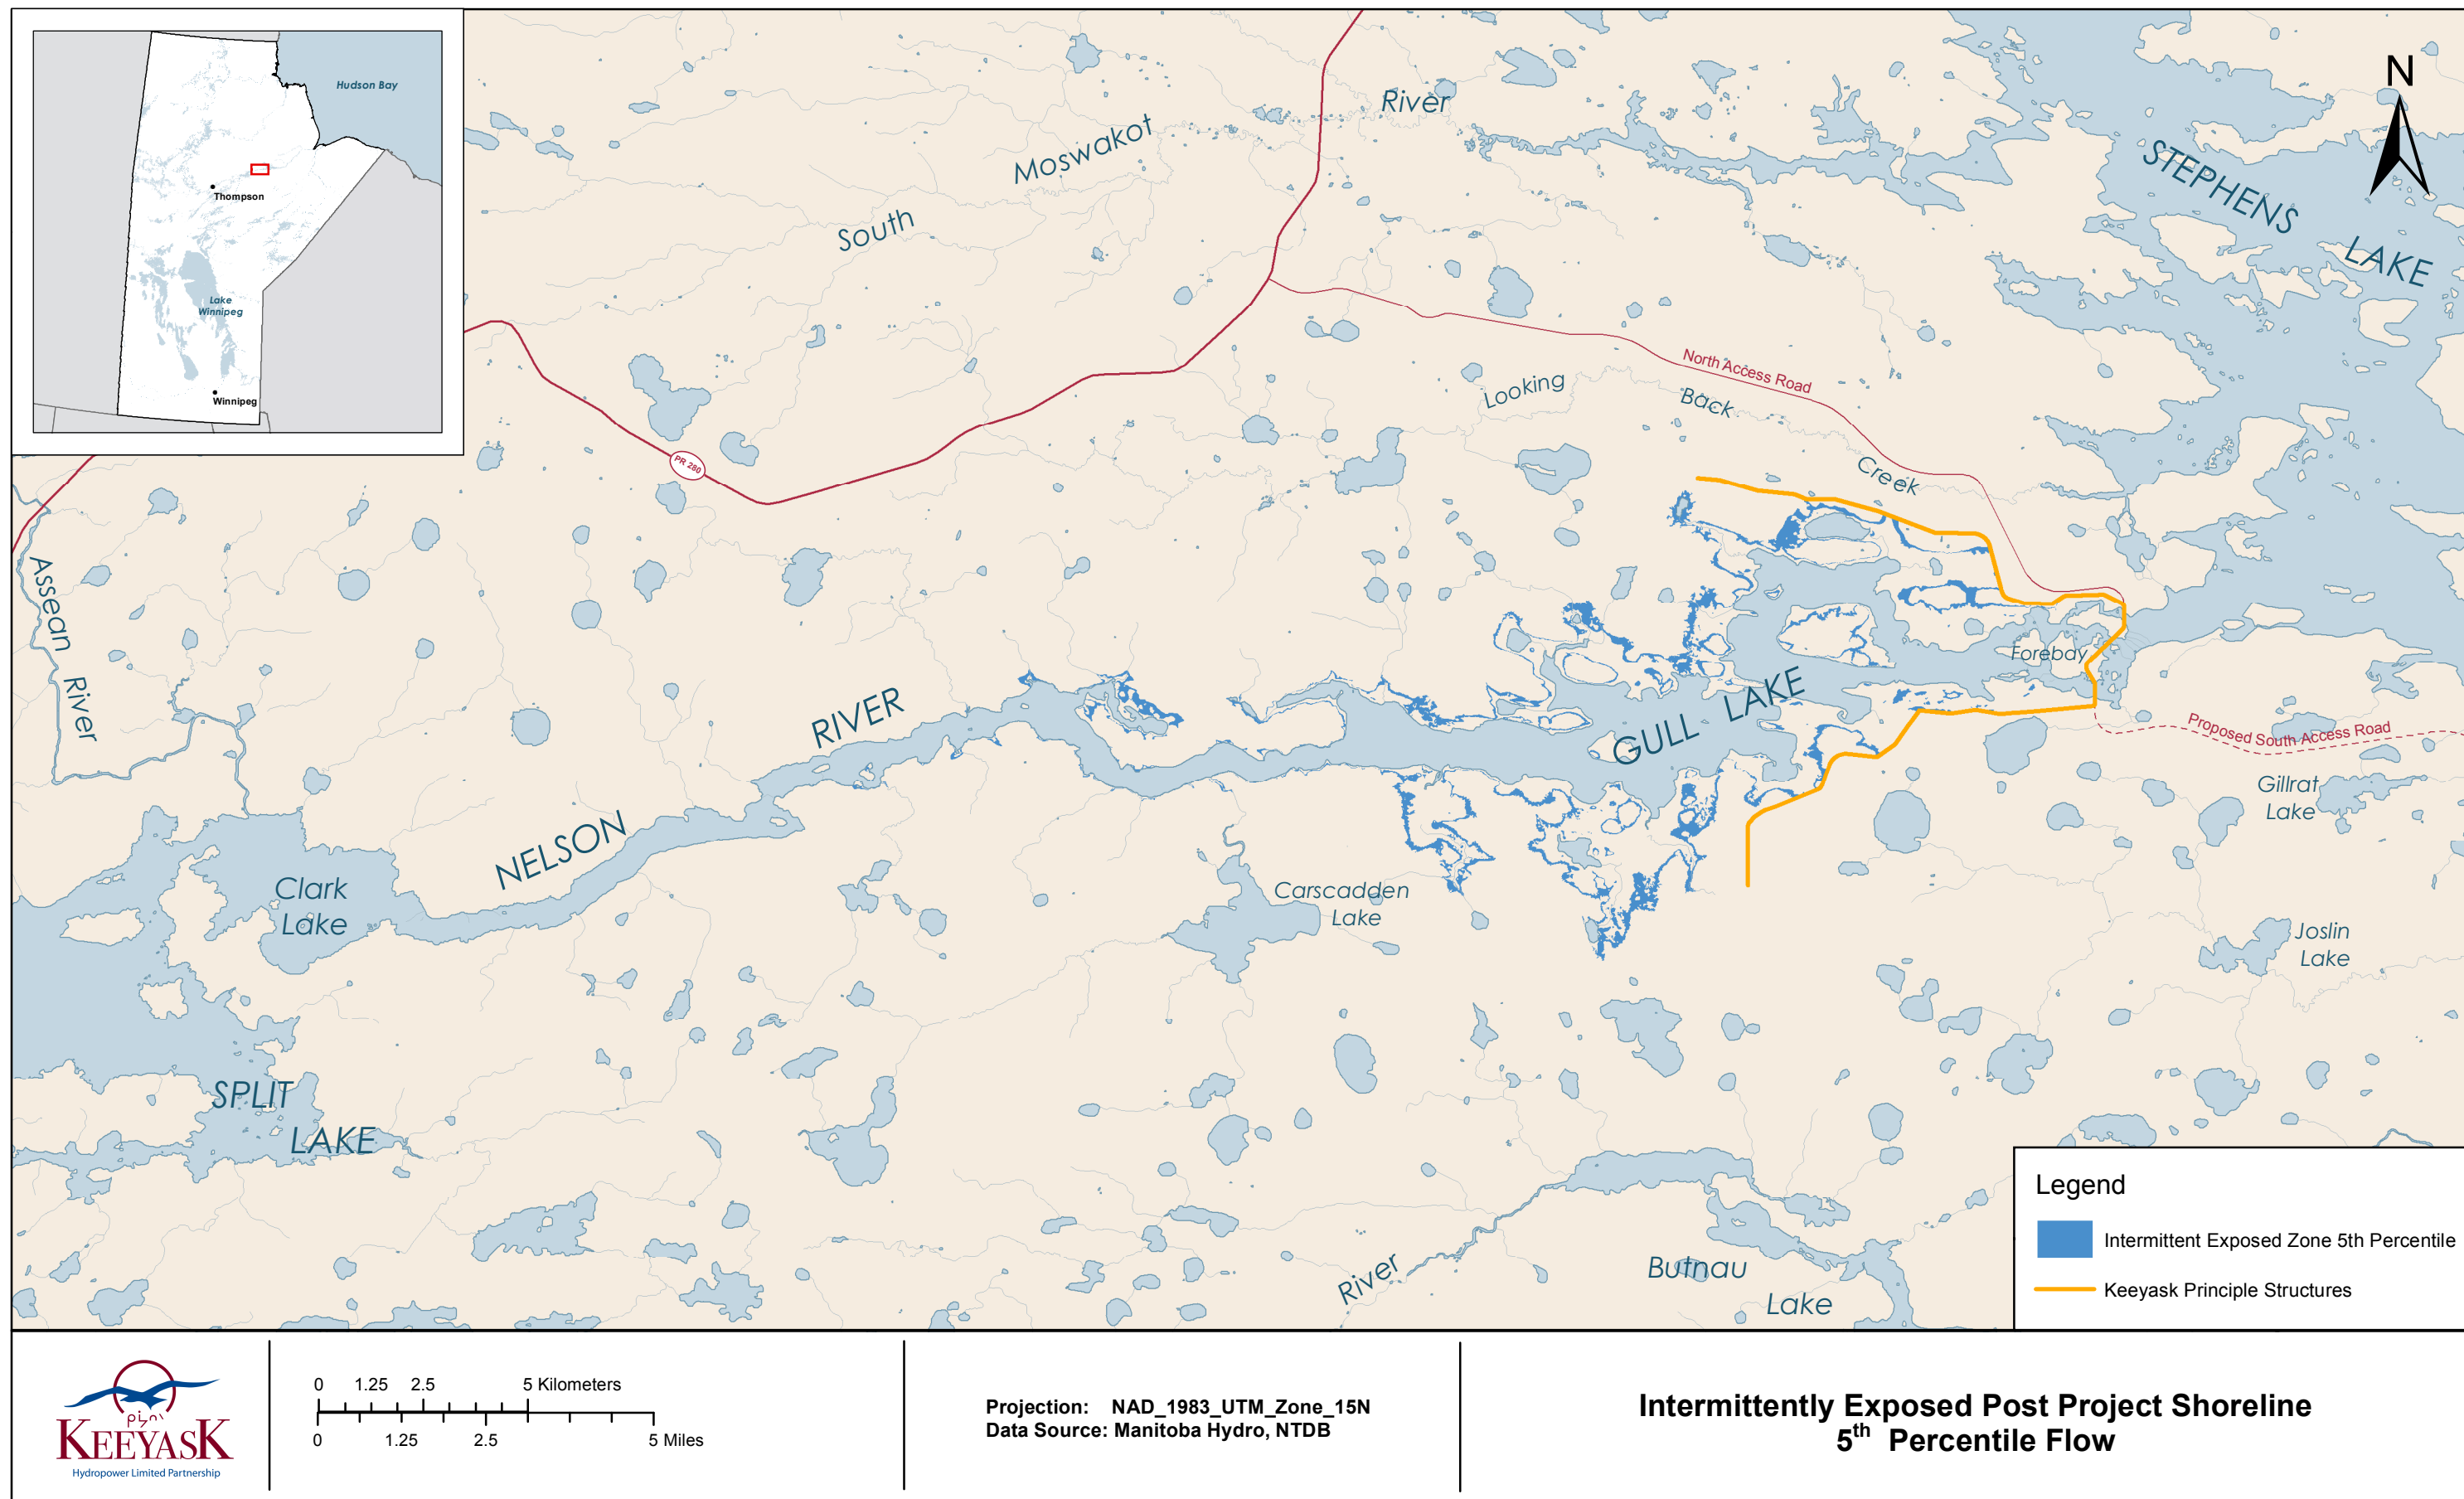 Hudson Bay
Thompson
Lake
Winnipeg
Winnipeg
N
River
Moswakot
South
STEPHENS
LAKE
North Access Road
Looking
Back
Creek
PR 280
Assean
River
RIVER
NELSON
GULL LAKE
Forebay
Proposed South Access Road
Gillrat
Lake
Clark
Lake
Carscadden
Lake
Joslin
Lake
SPLIT
LAKE
River
Butnau
Lake
Legend
Intermittent Exposed Zone 5th Percentile
Keeyask Principle Structures
ᑭᔭᐢᐠ
KEEYASK
Hydropower Limited Partnership
0 1.25 2.5 5 Kilometers
0 1.25 2.5 5 Miles
Projection: NAD_1983_UTM_Zone_15N
Data Source: Manitoba Hydro, NTDB
Intermittently Exposed Post Project Shoreline
5th Percentile Flow